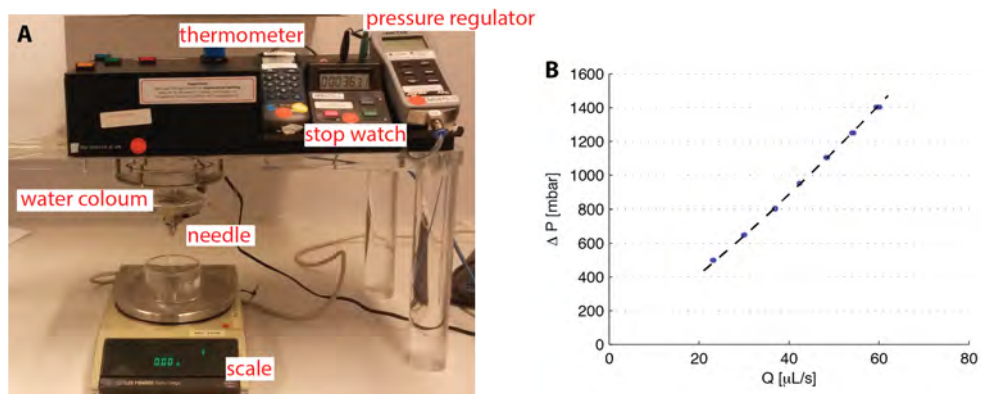 A
thermometer
pressure regulator
stop watch
water coloum
needle
scale
B
1600
1400
1200
1000
800
600
400
200
0
0
20
40
60
80
Δ P [mbar]
Q [μL/s]